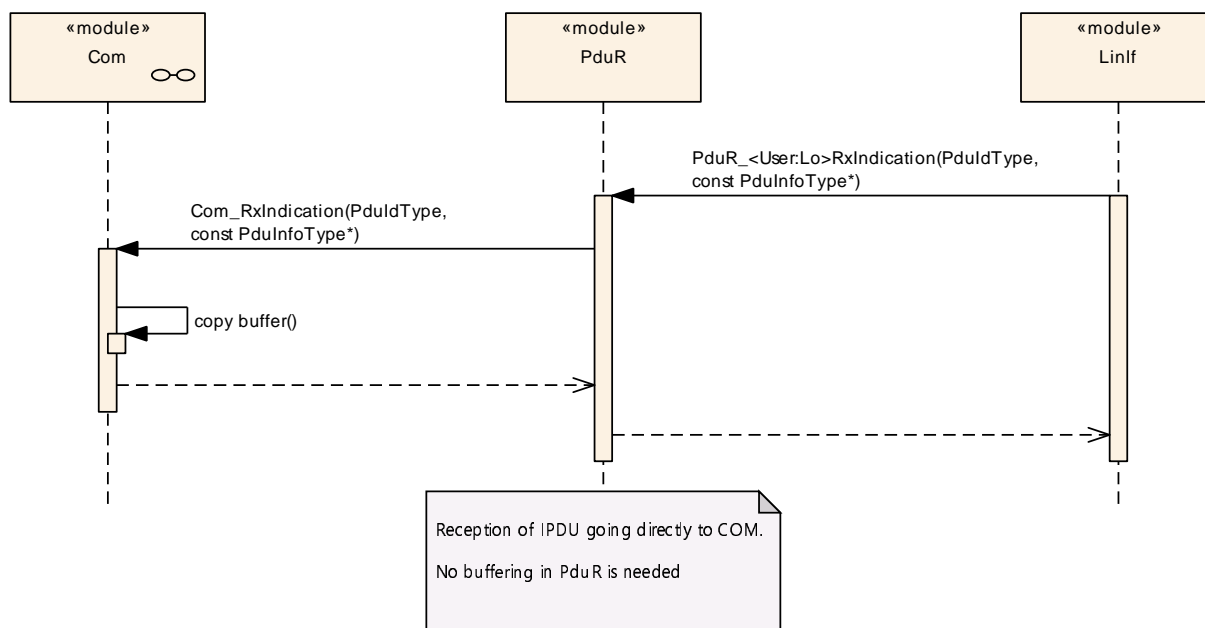 «module»
Com
«module»
PduR
«module»
LinIf
PduR_<User:Lo>RxIndication(PduIdType,
const PduInfoType*)
Com_RxIndication(PduIdType,
const PduInfoType*)
copy buffer()
Reception of IPDU going directly to COM.
No buffering in PduR is needed